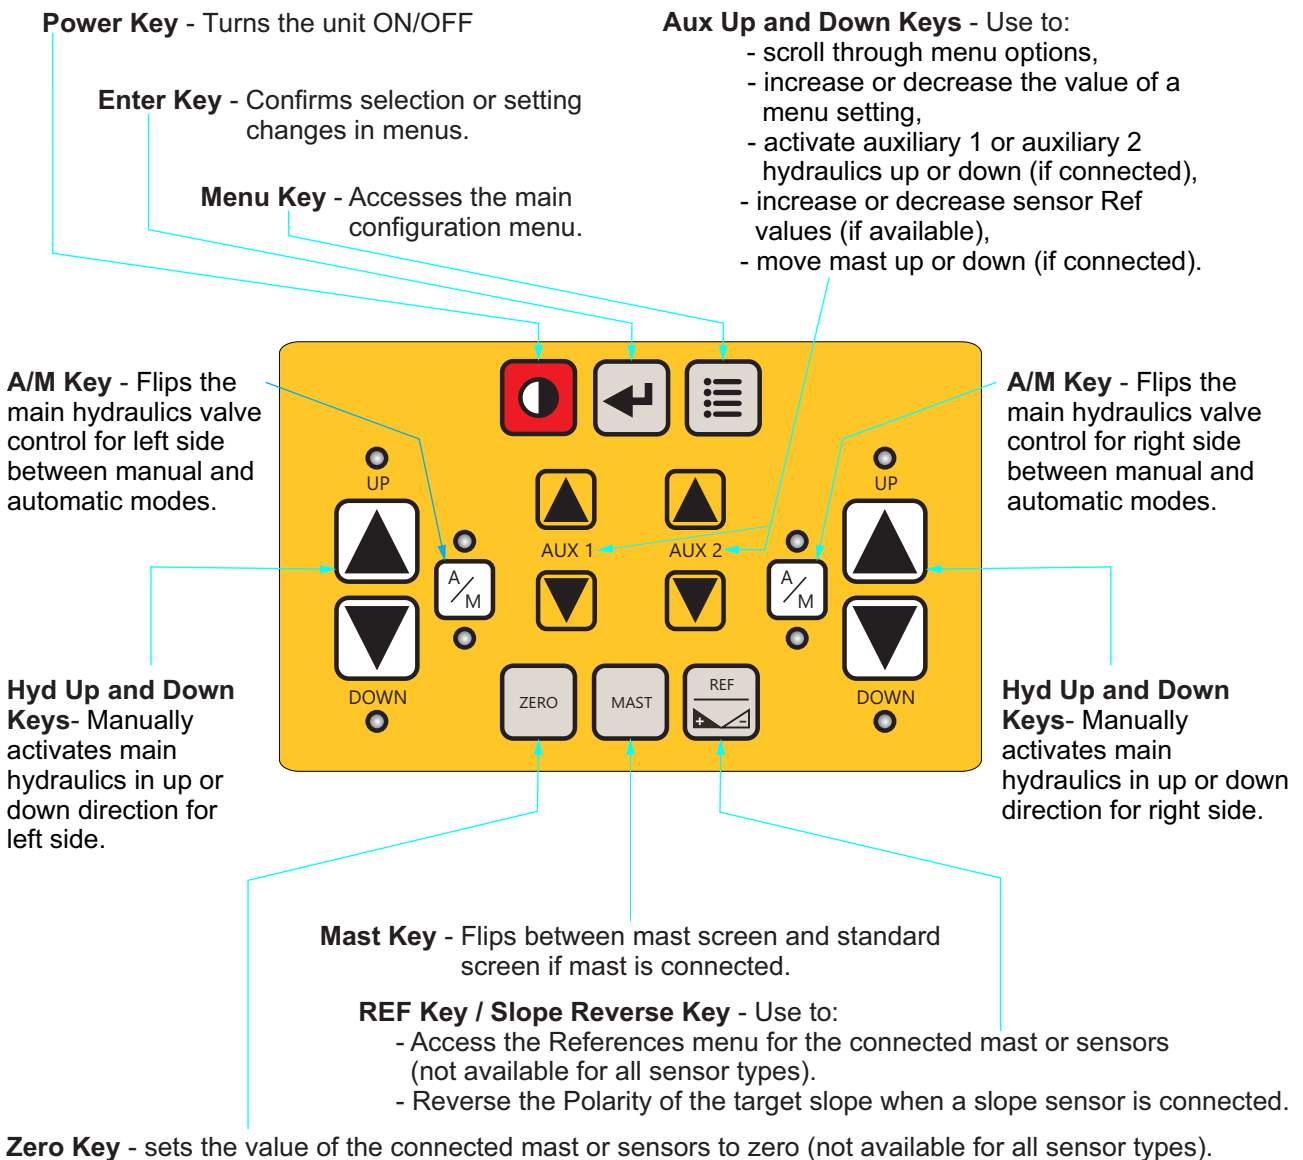 Power Key - Turns the unit ON/OFF
Enter Key - Confirms selection or setting
changes in menus.
Menu Key - Accesses the main
configuration menu.
Aux Up and Down Keys - Use to:
- scroll through menu options,
- increase or decrease the value of a
menu setting,
- activate auxiliary 1 or auxiliary 2
hydraulics up or down (if connected),
- increase or decrease sensor Ref
values (if available),
- move mast up or down (if connected).
A/M Key - Flips the
main hydraulics valve
control for left side
between manual and
automatic modes.
A/M Key - Flips the
main hydraulics valve
control for right side
between manual and
automatic modes.
UP
UP
AUX 1
AUX 2
A/M
A/M
DOWN
DOWN
ZERO
MAST
REF
+ -
Hyd Up and Down
Keys- Manually
activates main
hydraulics in up or
down direction for
left side.
Hyd Up and Down
Keys- Manually
activates main
hydraulics in up or down
direction for right side.
Mast Key - Flips between mast screen and standard
screen if mast is connected.
REF Key / Slope Reverse Key - Use to:
- Access the References menu for the connected mast or sensors
(not available for all sensor types).
- Reverse the Polarity of the target slope when a slope sensor is connected.
Zero Key - sets the value of the connected mast or sensors to zero (not available for all sensor types).